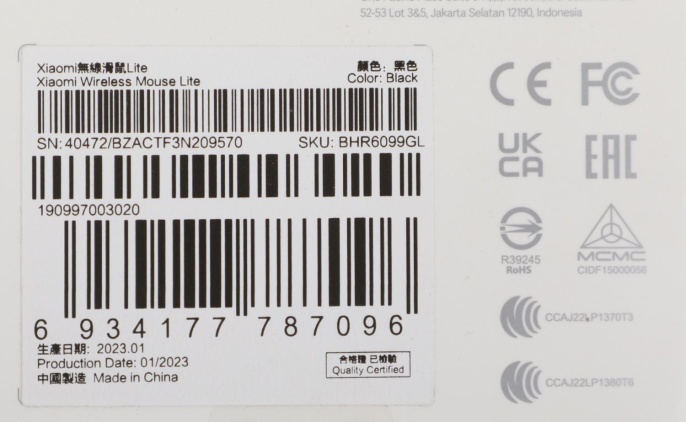 52-53 Lot 3&5, Jakarta Selatan 12190, Indonesia
Xiaomi無線滑鼠Lite
顏色: 黑色
Xiaomi Wireless Mouse Lite
Color: Black
SN: 40472/BZACTF3N209570
SKU: BHR6099GL
190997003020
6 934177 787096
生產日期: 2023.01
Production Date: 01/2023
中國製造 Made in China
合格證 已檢驗
Quality Certified
CE FC
UK
CA
EAC
R39245
RoHS
MCMC
CIDF15000056
CCAJ22LP1370T3
CCAJ22LP1380T6